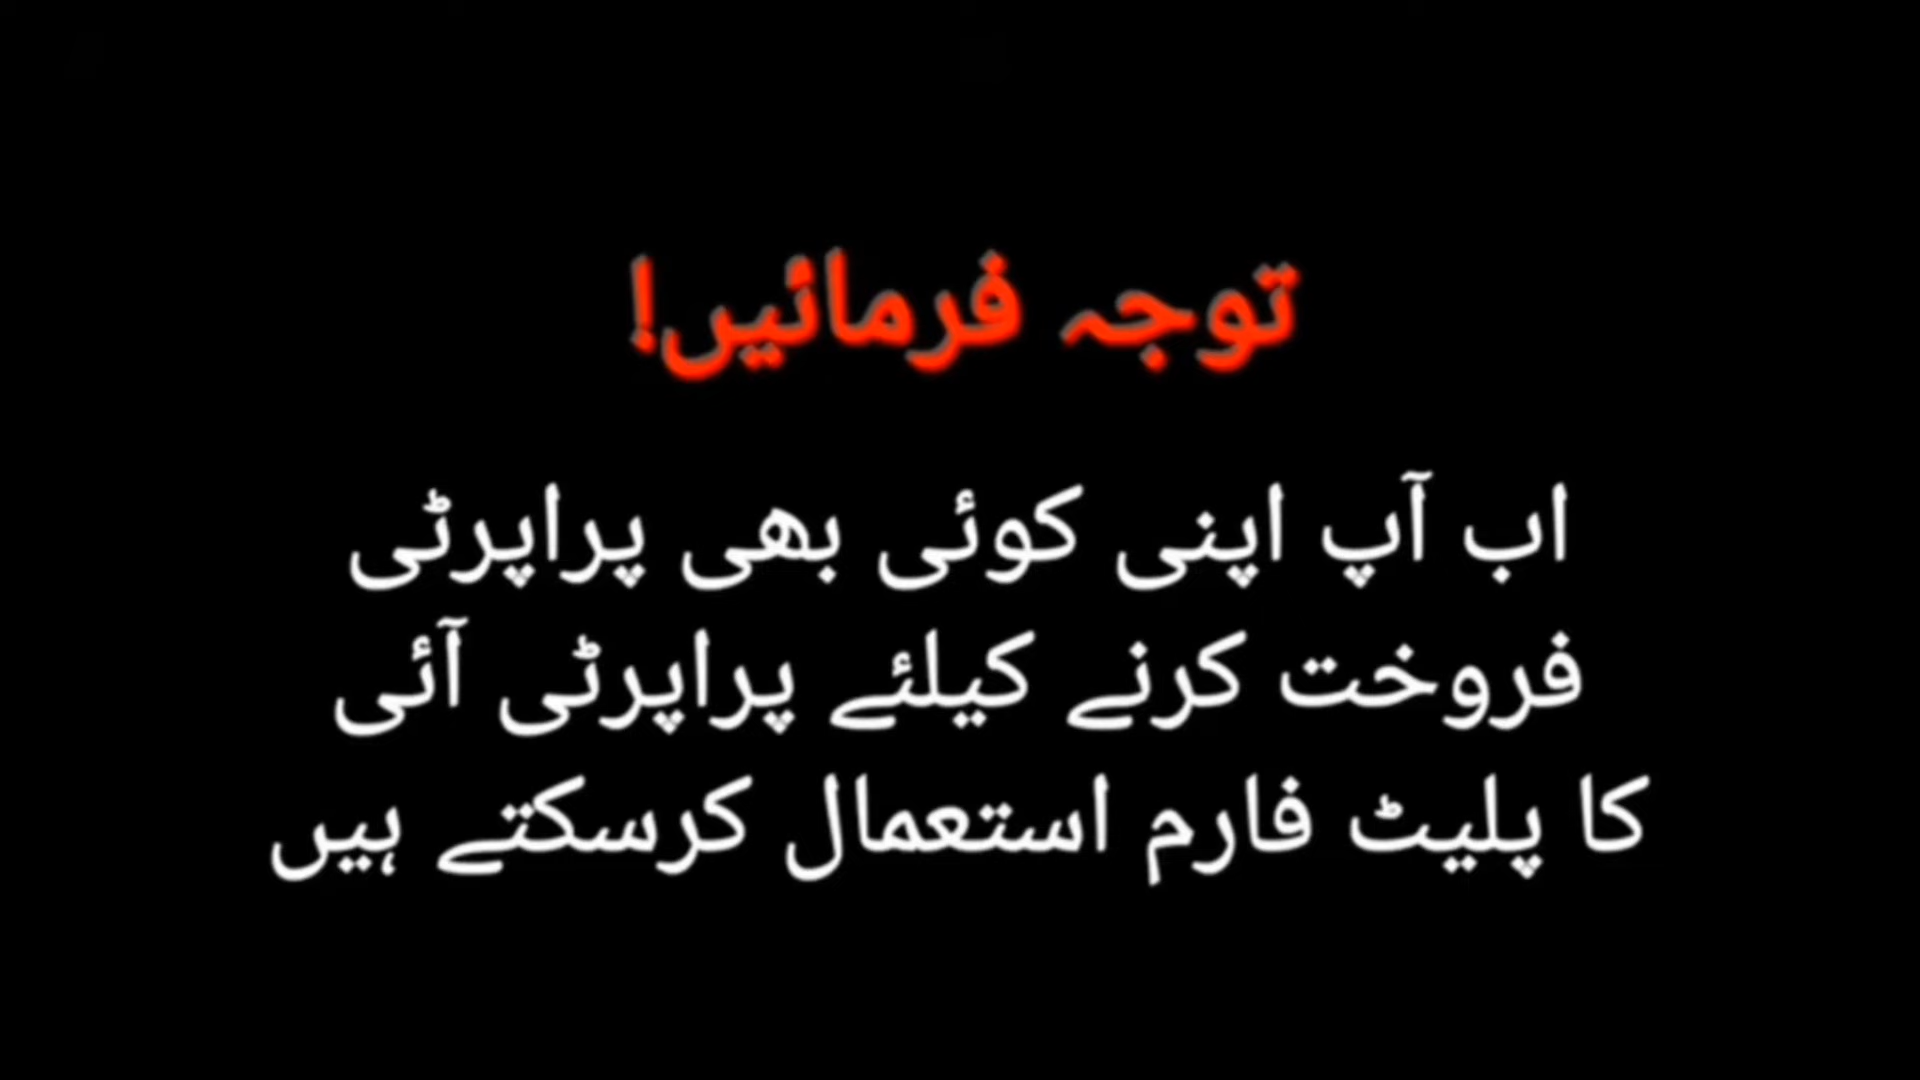 توجہ فرمائیں!
اب آپ اپنی کوئی بھی پراپرٹی
فروخت کرنے کیلئے پراپرٹی آئی
کا پلیٹ فارم استعمال کرسکتے ہیں